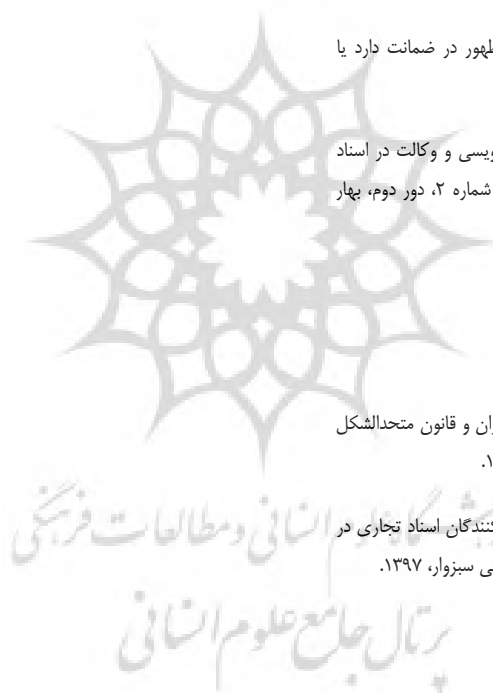 ظهور در ضمانت دارد یا
ویسی و وکالت در اسناد
شماره ۲، دور دوم، بهار
ران و قانون متحدالشکل
۱.
کنندگان اسناد تجاری در
ی سبزوار، ۱۳۹۷.
پژوهشگاه علوم انسانی و مطالعات فرهنگی
پرتال جامع علوم انسانی